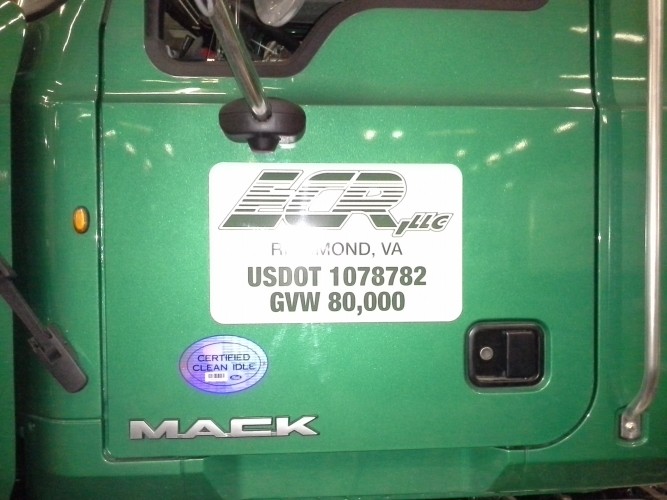 ECR, LLC
USDOT 1078782
GVW 80,000
CERTIFIED
CLEAN IDLE
MACK
, VA